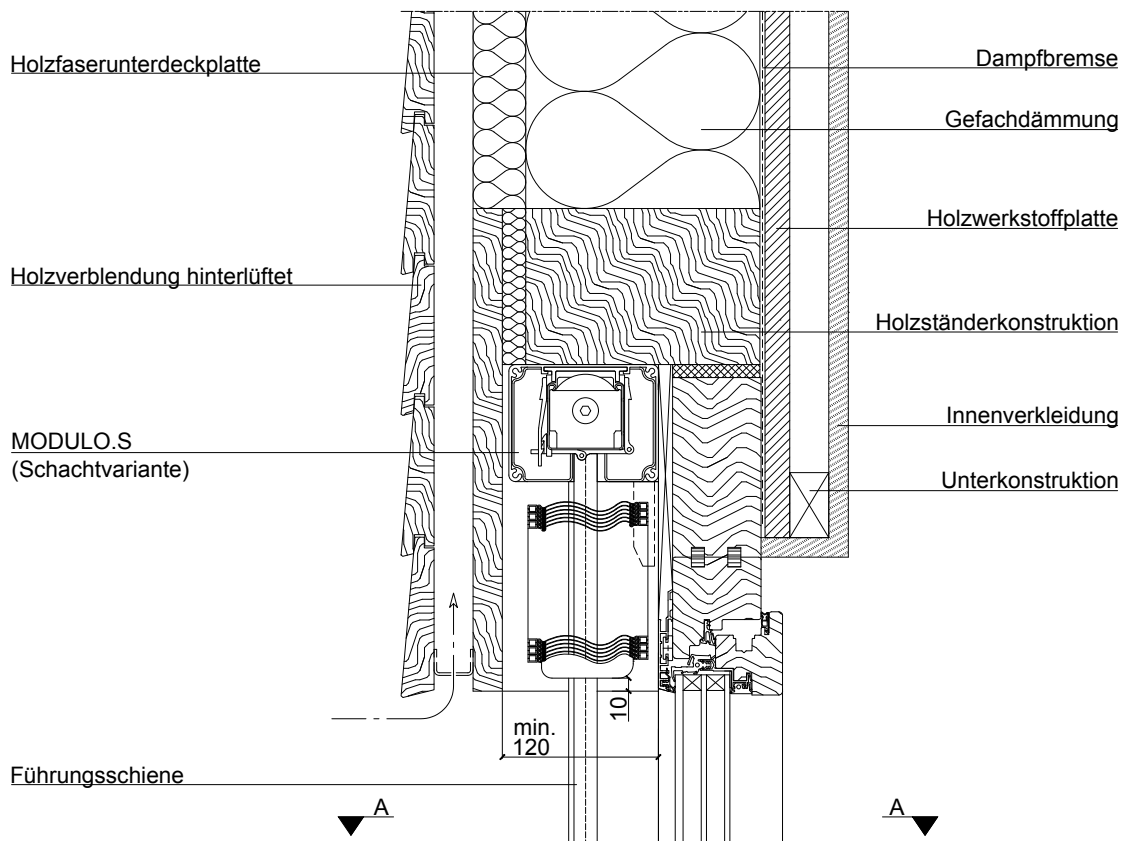 Holzfaserunterdeckplatte
Dampfbremse
Gefachdämmung
Holzwerkstoffplatte
Holzverblendung hinterlüftet
Holzständerkonstruktion
Innenverkleidung
MODULO.S
(Schachtvariante)
Unterkonstruktion
10
min.
120
Führungsschiene
A
A